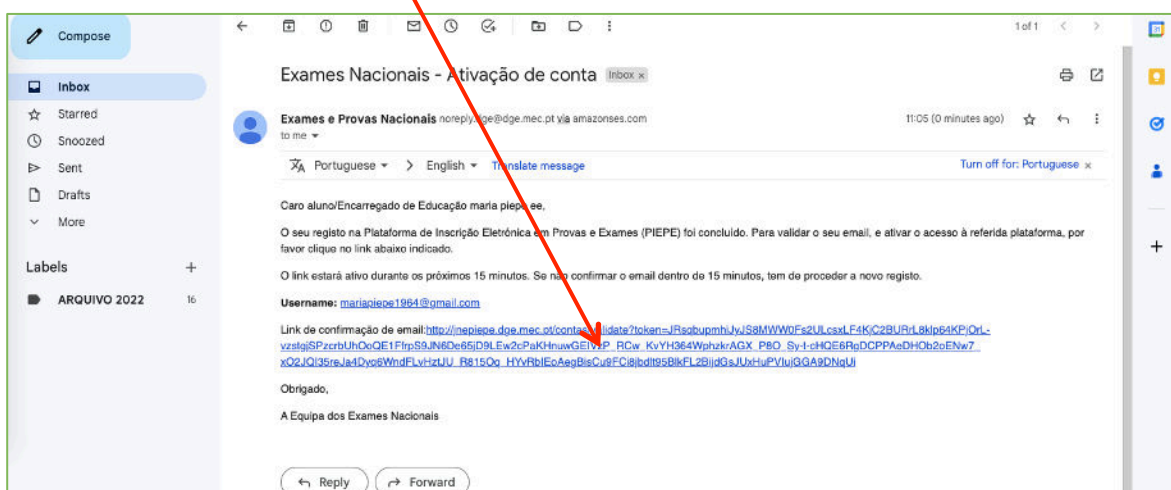 Compose
1 of 1
Inbox
Starred
Snoozed
Sent
Drafts
More
Labels
ARQUIVO 2022 16
Exames Nacionais - Ativação de conta Inbox x
Exames e Provas Nacionais noreply.dge@dge.mec.pt via amazonses.com 11:05 (0 minutes ago)
to me
Portuguese > English Translate message Turn off for: Portuguese x
Caro aluno/Encarregado de Educação maria piepe ee,
O seu registo na Plataforma de Inscrição Eletrónica em Provas e Exames (PIEPE) foi concluído. Para validar o seu email, e ativar o acesso à referida plataforma, por
favor clique no link abaixo indicado.
O link estará ativo durante os próximos 15 minutos. Se não confirmar o email dentro de 15 minutos, tem de proceder a novo registo.
Username: mariapiepe1964@gmail.com
Link de confirmação de email:
Obrigado,
A Equipa dos Exames Nacionais
Reply Forward